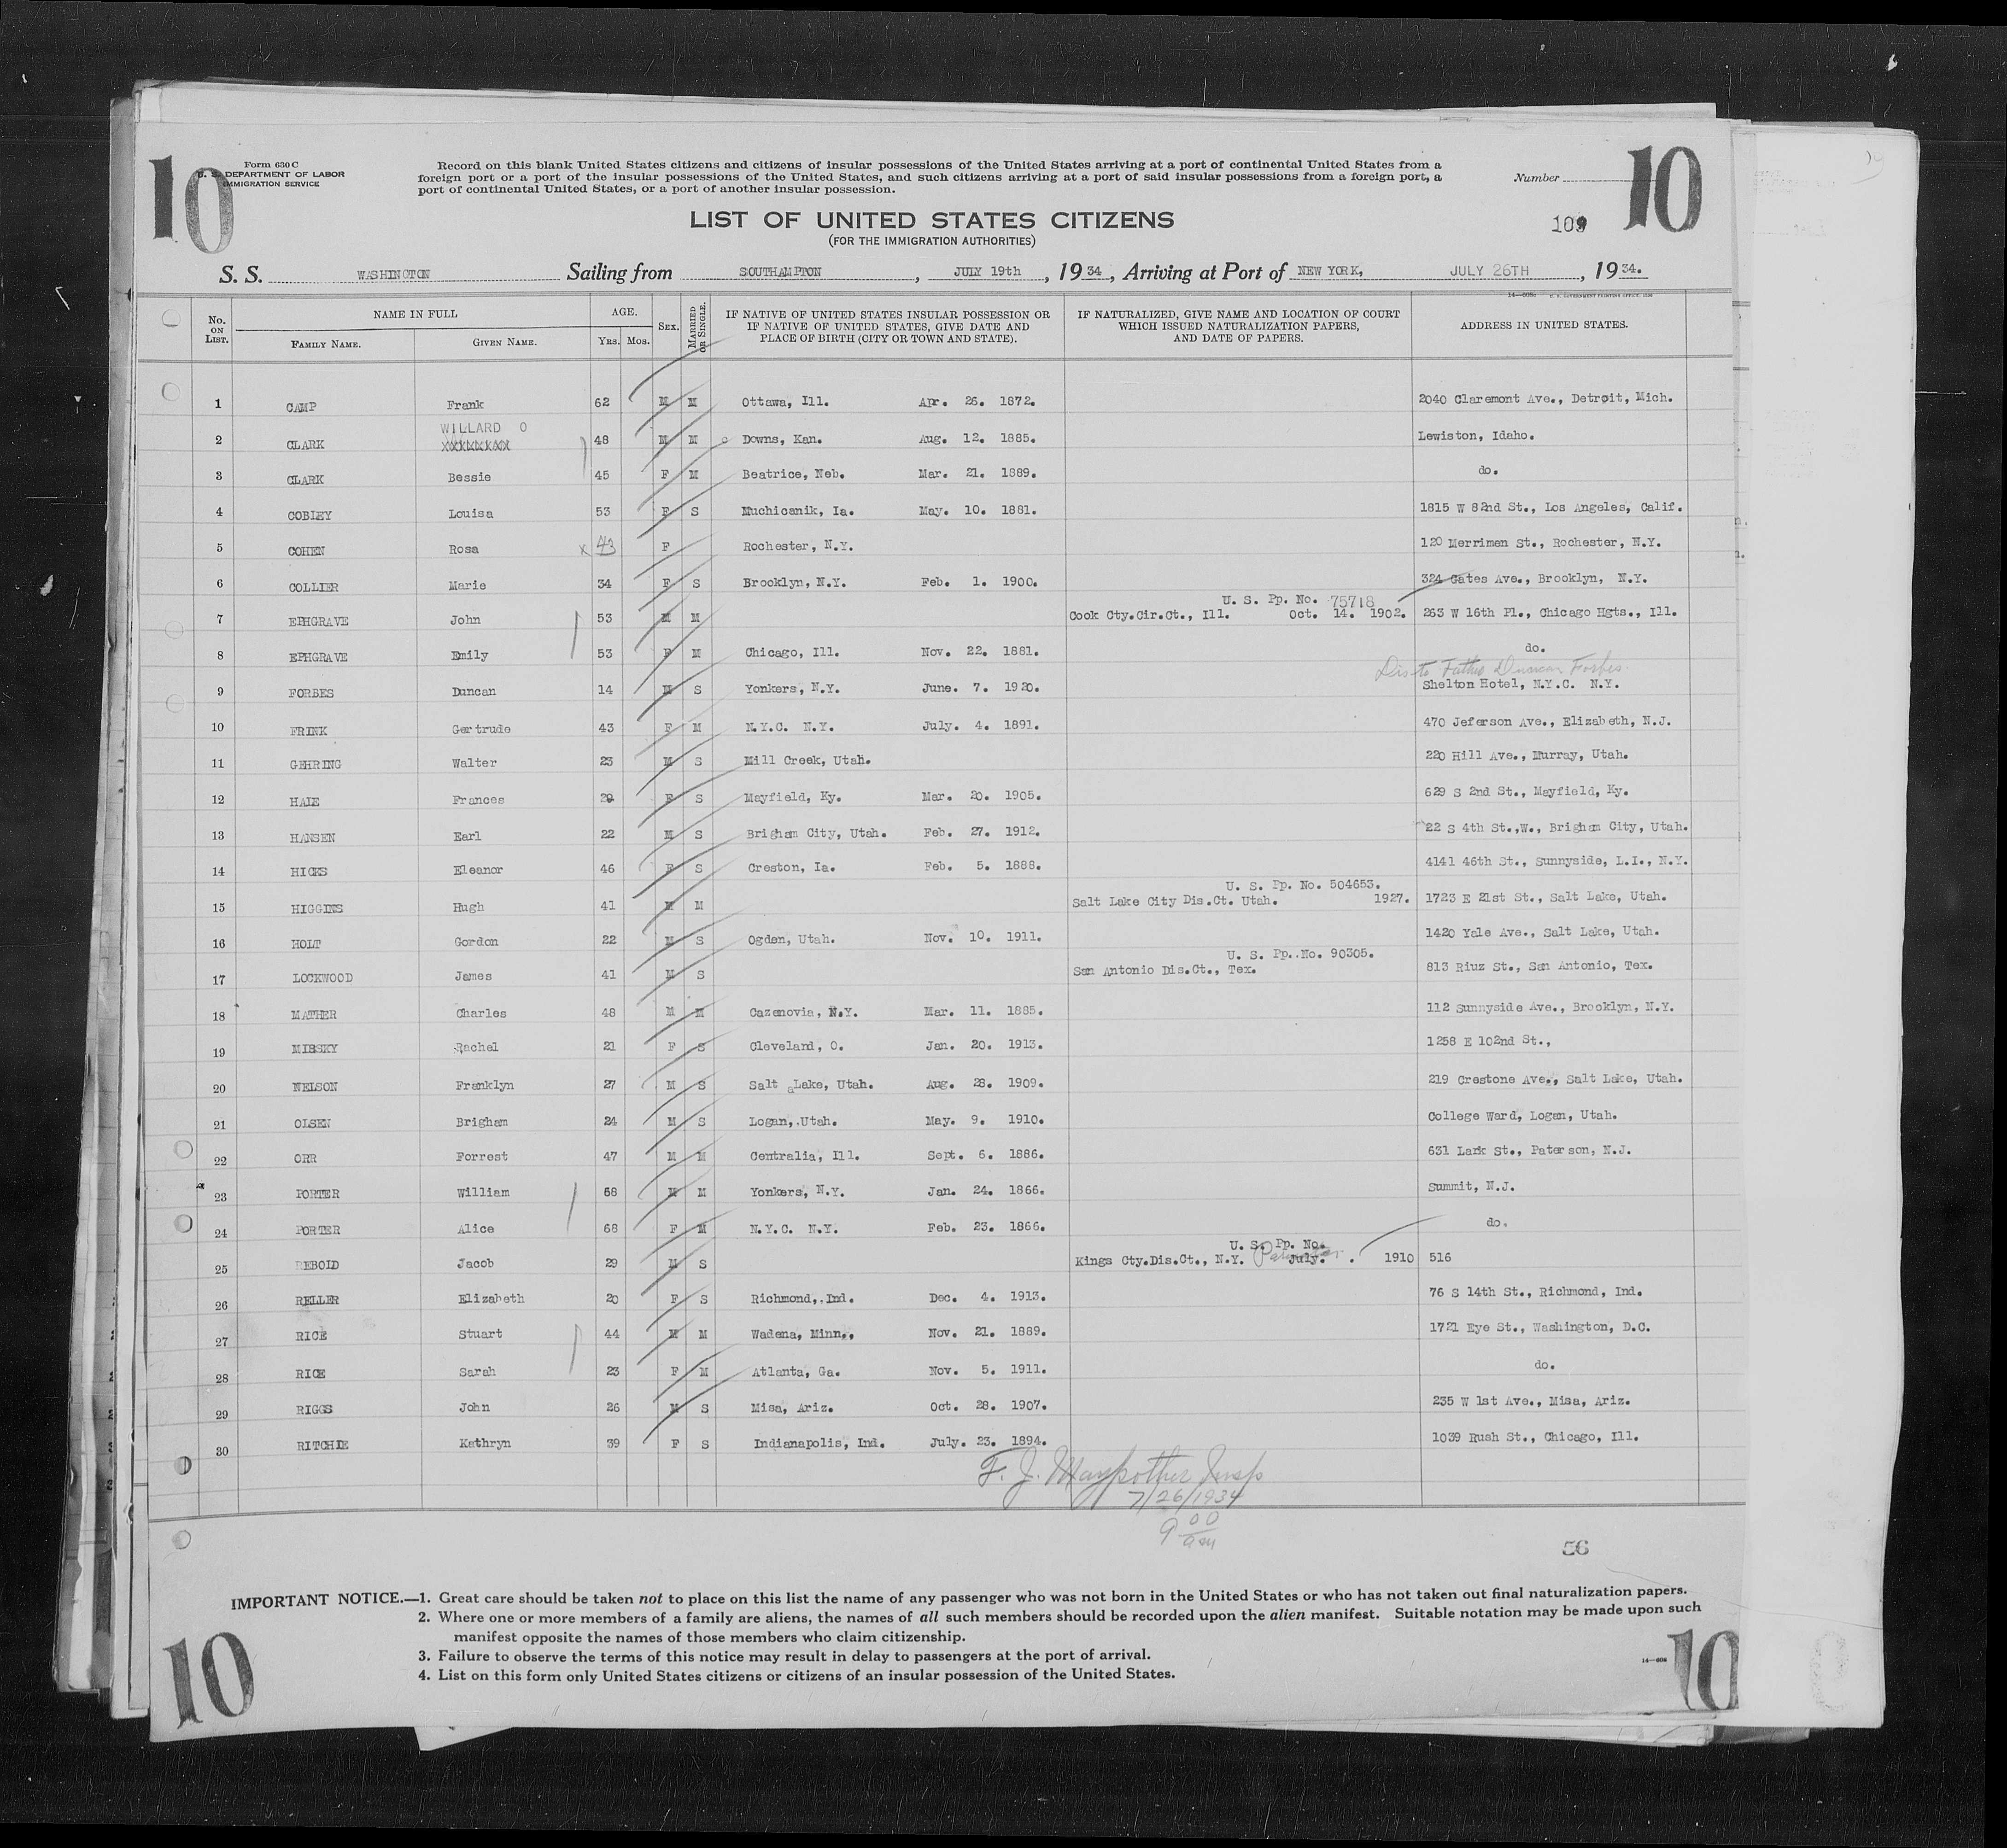 10
Form 630 C
U. S. DEPARTMENT OF LABOR
IMMIGRATION SERVICE
Record on this blank United States citizens and citizens of insular possessions of the United States arriving at a port of continental United States from a
foreign port or a port of the insular possessions of the United States, and such citizens arriving at a port of said insular possessions from a foreign port, a
port of continental United States, or a port of another insular possession.
Number
10
LIST OF UNITED STATES CITIZENS
(FOR THE IMMIGRATION AUTHORITIES)
109
S. S. WASHINGTON Sailing from SOUTHAMPTON, JULY 19th, 1934, Arriving at Port of NEW YORK, JULY 26TH, 1934.
No. ON LIST. NAME IN FULL FAMILY NAME. GIVEN NAME. AGE. YRS. MOS. SEX. MARRIED OR SINGLE. IF NATIVE OF UNITED STATES INSULAR POSSESSION OR IF NATIVE OF UNITED STATES, GIVE DATE AND PLACE OF BIRTH (CITY OR TOWN AND STATE). IF NATURALIZED, GIVE NAME AND LOCATION OF COURT WHICH ISSUED NATURALIZATION PAPERS, AND DATE OF PAPERS. ADDRESS IN UNITED STATES.
1 CAMP Frank 62 M M Ottawa, Ill. Apr. 26. 1872. 2040 Claremont Ave., Detroit, Mich.
WILLARD O
2 CLARK 48 M M Downs, Kan. Aug. 12. 1885. Lewiston, Idaho.
3 CLARK Bessie 45 F M Beatrice, Neb. Mar. 21. 1889. do.
4 COBLEY Louisa 53 F S Muchicanik, Ia. May. 10. 1881. 1815 W 82nd St., Los Angeles, Calif.
5 COHEN Rosa x 43 F Rochester, N.Y. 120 Merrimen St., Rochester, N.Y.
6 COLLIER Marie 34 F S Brooklyn, N.Y. Feb. 1. 1900. 324 Gates Ave., Brooklyn, N.Y.
U. S. Pp. No. 75718
7 EPHGRAVE John 53 M M Cook Cty.Cir.Ct., Ill. Oct. 14. 1902. 263 W 16th Pl., Chicago Hgts., Ill.
8 EPHGRAVE Emily 53 F M Chicago, Ill. Nov. 22. 1881. do.
Dis to Father Duncan Forbes.
9 FORBES Duncan 14 M S Yonkers, N.Y. June. 7. 1920. Shelton Hotel, N.Y.C. N.Y.
10 FRINK Gertrude 43 F M N.Y.C. N.Y. July. 4. 1891. 470 Jeferson Ave., Elizabeth, N.J.
11 GEHRING Walter 23 M S Mill Creek, Utah. 220 Hill Ave., Murray, Utah.
12 HALE Frances 29 F S Mayfield, Ky. Mar. 20. 1905. 629 S 2nd St., Mayfield, Ky.
13 HANSEN Earl 22 M S Brigham City, Utah. Feb. 27. 1912. 22 S 4th St.,W., Brigham City, Utah.
14 HICKS Eleanor 46 F S Creston, Ia. Feb. 5. 1888. 4141 46th St., Sunnyside, L.I., N.Y.
U. S. Pp. No. 504653.
15 HIGGINS Hugh 41 M M Salt Lake City Dis.Ct. Utah. 1927. 1723 E 21st St., Salt Lake, Utah.
16 HOLT Gordon 22 M S Ogden, Utah. Nov. 10. 1911. 1420 Yale Ave., Salt Lake, Utah.
U. S. Pp..No. 90305.
17 LOCKWOOD James 41 M S San Antonio Dis.Ct., Tex. 813 Riuz St., San Antonio, Tex.
18 MATHER Charles 48 M M Cazenovia, N.Y. Mar. 11. 1885. 112 Sunnyside Ave., Brooklyn, N.Y.
19 MIRSKY Rachel 21 F S Cleveland, O. Jan. 20. 1913. 1258 E 102nd St.,
20 NELSON Franklyn 27 M S Salt Lake, Utah. Aug. 28. 1909. 219 Crestone Ave., Salt Lake, Utah.
21 OLSEN Brigham 24 M S Logan, Utah. May. 9. 1910. College Ward, Logan, Utah.
22 ORR Forrest 47 M M Centralia, Ill. Sept. 6. 1886. 631 Lark St., Paterson, N.J.
23 PORTER William 68 M M Yonkers, N.Y. Jan. 24. 1866. Summit, N.J.
24 PORTER Alice 68 F M N.Y.C. N.Y. Feb. 23. 1866. do.
U. S. Pp. No.
25 REBOLD Jacob 29 M S Kings Cty.Dis.Ct., N.Y. July. . 1910 516
26 RELLER Elizabeth 20 F S Richmond, Ind. Dec. 4. 1913. 76 S 14th St., Richmond, Ind.
27 RICE Stuart 44 M M Wadena, Minn., Nov. 21. 1889. 1721 Eye St., Washington, D.C.
28 RICE Sarah 23 F M Atlanta, Ga. Nov. 5. 1911. do.
29 RIGGS John 26 M S Misa, Ariz. Oct. 28. 1907. 235 W 1st Ave., Misa, Ariz.
30 RITCHIE Kathryn 39 F S Indianapolis, Ind. July. 23. 1894. 1039 Rush St., Chicago, Ill.
F. J. Maypother Insp
7/26/1934
9 00 am
56
IMPORTANT NOTICE.—1. Great care should be taken not to place on this list the name of any passenger who was not born in the United States or who has not taken out final naturalization papers.
2. Where one or more members of a family are aliens, the names of all such members should be recorded upon the alien manifest. Suitable notation may be made upon such
manifest opposite the names of those members who claim citizenship.
3. Failure to observe the terms of this notice may result in delay to passengers at the port of arrival.
4. List on this form only United States citizens or citizens of an insular possession of the United States.
14—608
10
10